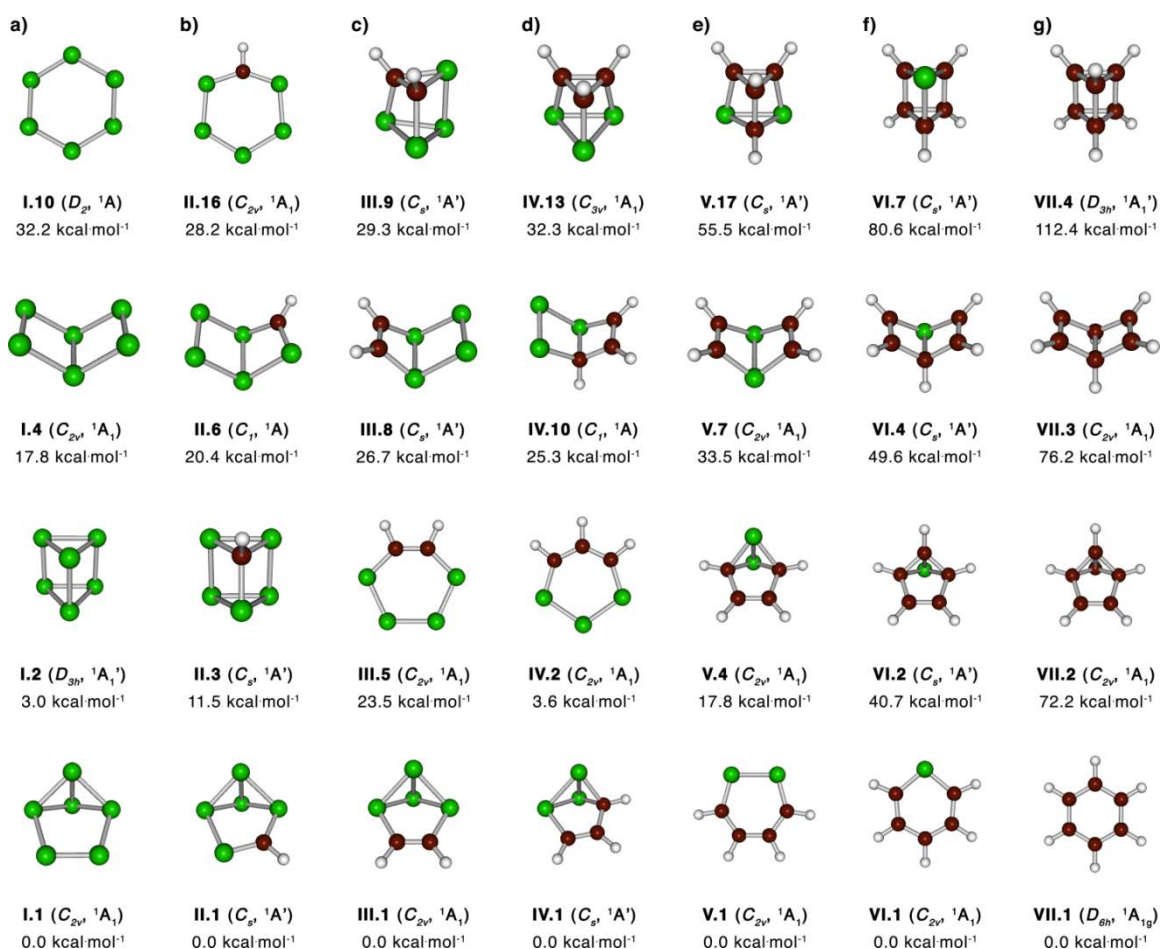 a) b) c) d) e) f) g)
I.10 (D₂, ¹A) II.16 (C₂ᵥ, ¹A₁) III.9 (Cₛ, ¹A') IV.13 (C₃ᵥ, ¹A₁) V.17 (Cₛ, ¹A') VI.7 (Cₛ, ¹A') VII.4 (D₃ₕ, ¹A₁')
32.2 kcal·mol⁻¹ 28.2 kcal·mol⁻¹ 29.3 kcal·mol⁻¹ 32.3 kcal·mol⁻¹ 55.5 kcal·mol⁻¹ 80.6 kcal·mol⁻¹ 112.4 kcal·mol⁻¹
I.4 (C₂ᵥ, ¹A₁) II.6 (C₁, ¹A) III.8 (Cₛ, ¹A') IV.10 (C₁, ¹A) V.7 (C₂ᵥ, ¹A₁) VI.4 (Cₛ, ¹A') VII.3 (C₂ᵥ, ¹A₁)
17.8 kcal·mol⁻¹ 20.4 kcal·mol⁻¹ 26.7 kcal·mol⁻¹ 25.3 kcal·mol⁻¹ 33.5 kcal·mol⁻¹ 49.6 kcal·mol⁻¹ 76.2 kcal·mol⁻¹
I.2 (D₃ₕ, ¹A₁') II.3 (Cₛ, ¹A') III.5 (C₂ᵥ, ¹A₁) IV.2 (C₂ᵥ, ¹A₁) V.4 (C₂ᵥ, ¹A₁) VI.2 (Cₛ, ¹A') VII.2 (C₂ᵥ, ¹A₁)
3.0 kcal·mol⁻¹ 11.5 kcal·mol⁻¹ 23.5 kcal·mol⁻¹ 3.6 kcal·mol⁻¹ 17.8 kcal·mol⁻¹ 40.7 kcal·mol⁻¹ 72.2 kcal·mol⁻¹
I.1 (C₂ᵥ, ¹A₁) II.1 (Cₛ, ¹A') III.1 (C₂ᵥ, ¹A₁) IV.1 (Cₛ, ¹A') V.1 (C₂ᵥ, ¹A₁) VI.1 (C₂ᵥ, ¹A₁) VII.1 (D₆ₕ, ¹A₁g)
0.0 kcal·mol⁻¹ 0.0 kcal·mol⁻¹ 0.0 kcal·mol⁻¹ 0.0 kcal·mol⁻¹ 0.0 kcal·mol⁻¹ 0.0 kcal·mol⁻¹ 0.0 kcal·mol⁻¹